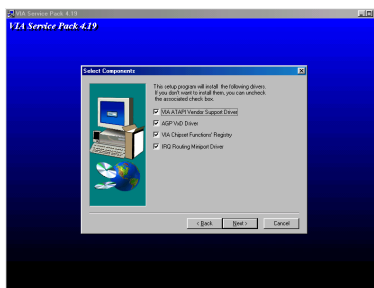 VIA Service Pack 4.19
VIA Service Pack 4.19
Select Components
This setup program will install the following drivers.
If you don't want to install them, you can uncheck
the associated check box.
VIA ATAPI Vendor Support Driver
AGP VxD Driver
VIA Chipset Functions' Registry
IRQ Routing Miniport Driver
< Back
Next >
Cancel